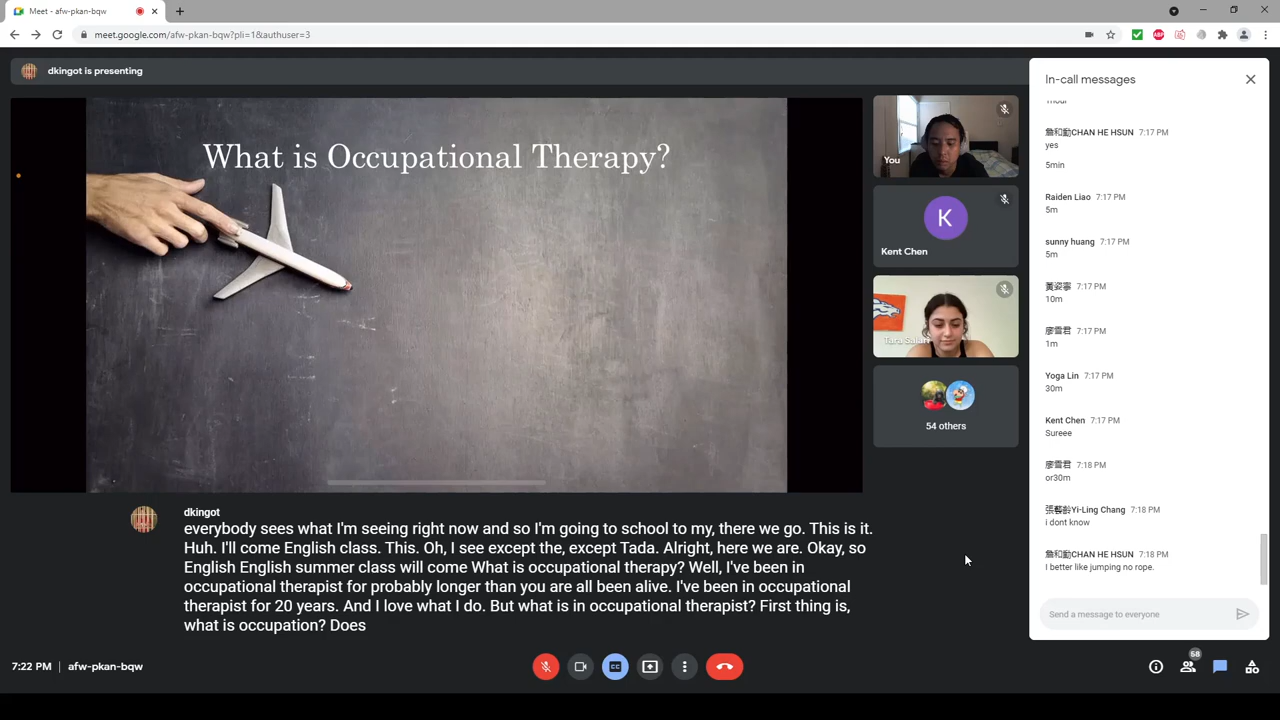 Meet - afw-pkan-bqw
meet.google.com/afw-pkan-bqw?pli=1&authuser=3
dkingot is presenting
What is Occupational Therapy?
You
K
Kent Chen
Tara Salari
54 others
In-call messages
1hour
詹和勳CHAN HE HSUN 7:17 PM
yes
5min
Raiden Liao 7:17 PM
5m
sunny huang 7:17 PM
5m
黃姿寧 7:17 PM
10m
廖雪君 7:17 PM
1m
Yoga Lin 7:17 PM
30m
Kent Chen 7:17 PM
Sureee
廖雪君 7:18 PM
or30m
張藝齡Yi-Ling Chang 7:18 PM
i dont know
詹和勳CHAN HE HSUN 7:18 PM
I better like jumping no rope.
Send a message to everyone
dkingot
everybody sees what I'm seeing right now and so I'm going to school to my, there we go. This is it.
Huh. I'll come English class. This. Oh, I see except the, except Tada. Alright, here we are. Okay, so
English English summer class will come What is occupational therapy? Well, I've been in
occupational therapist for probably longer than you are all been alive. I've been in occupational
therapist for 20 years. And I love what I do. But what is in occupational therapist? First thing is,
what is occupation? Does
7:22 PM | afw-pkan-bqw
58
ABP